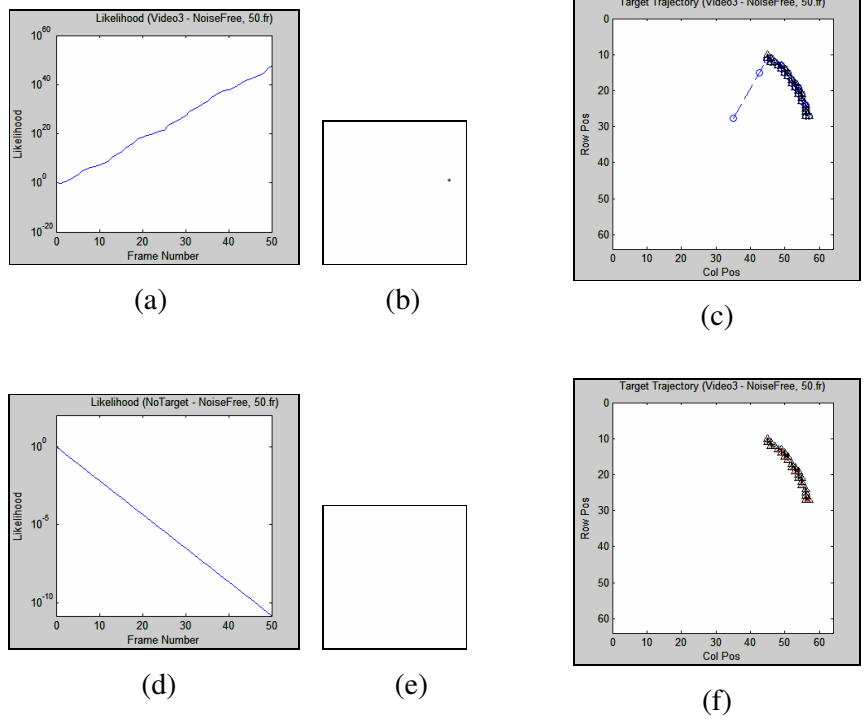 Likelihood (Video3 - NoiseFree, 50.fr)
10^60
10^40
10^20
10^0
10^-20
Likelihood
0 10 20 30 40 50
Frame Number
(a)
(b)
Target Trajectory (Video3 - NoiseFree, 50.fr)
0
10
20
30
40
50
60
Row Pos
0 10 20 30 40 50 60
Col Pos
(c)
Likelihood (NoTarget - NoiseFree, 50.fr)
10^0
10^-5
10^-10
Likelihood
0 10 20 30 40 50
Frame Number
(d)
(e)
Target Trajectory (Video3 - NoiseFree, 50.fr)
0
10
20
30
40
50
60
Row Pos
0 10 20 30 40 50 60
Col Pos
(f)